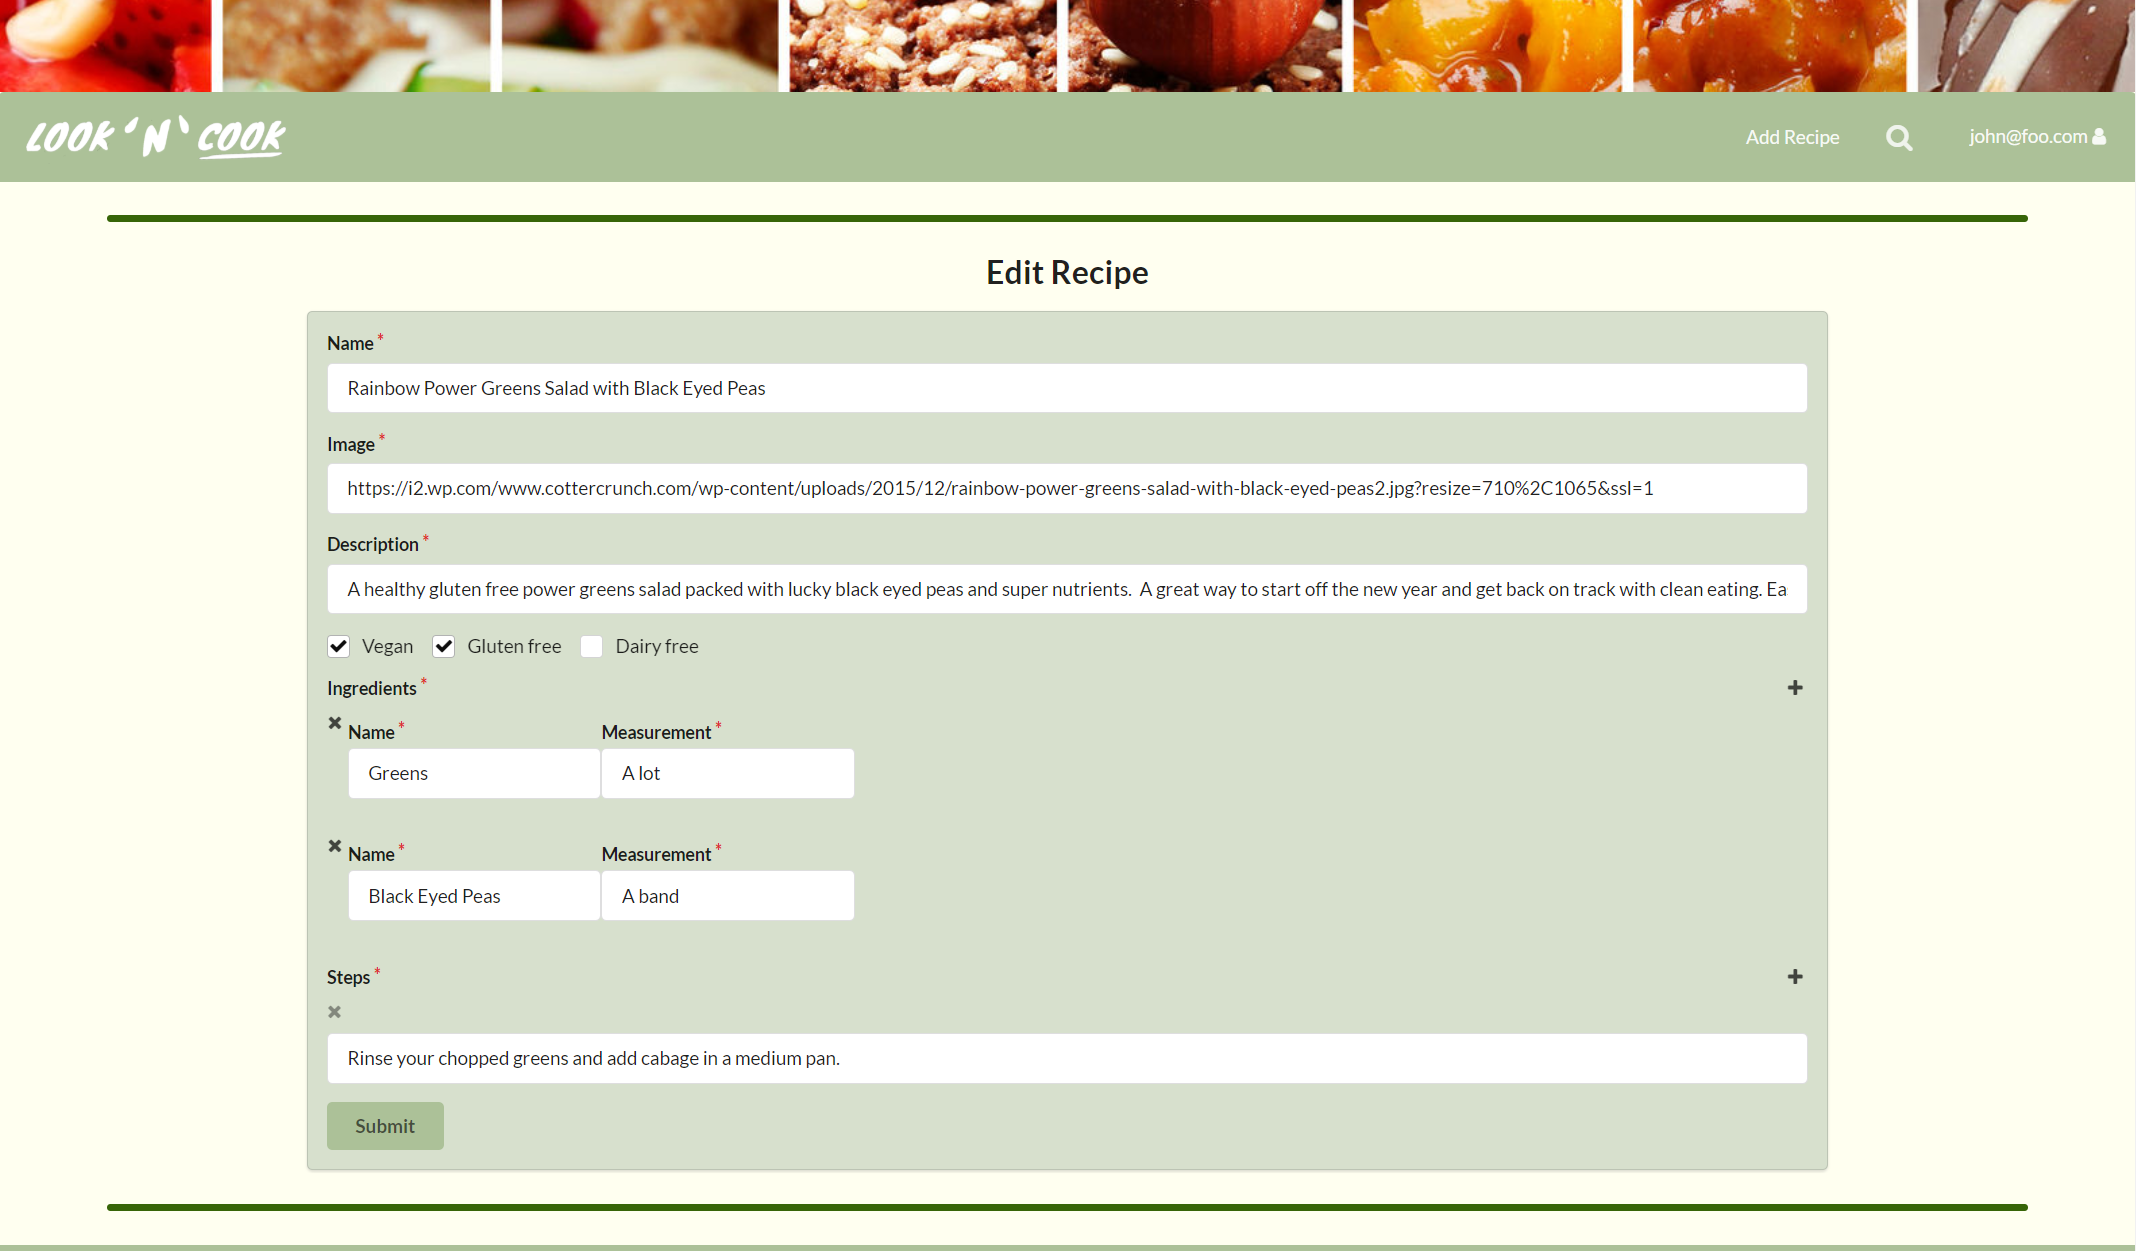 LOOK 'N' COOK
Add Recipe
john@foo.com
Edit Recipe
Name *
Rainbow Power Greens Salad with Black Eyed Peas
Image *
https://i2.wp.com/www.cottercrunch.com/wp-content/uploads/2015/12/rainbow-power-greens-salad-with-black-eyed-peas2.jpg?resize=710%2C1065&ssl=1
Description *
A healthy gluten free power greens salad packed with lucky black eyed peas and super nutrients.  A great way to start off the new year and get back on track with clean eating. Ea
Vegan Gluten free Dairy free
Ingredients *
Name * Measurement *
Greens A lot
Name * Measurement *
Black Eyed Peas A band
Steps *
Rinse your chopped greens and add cabage in a medium pan.
Submit